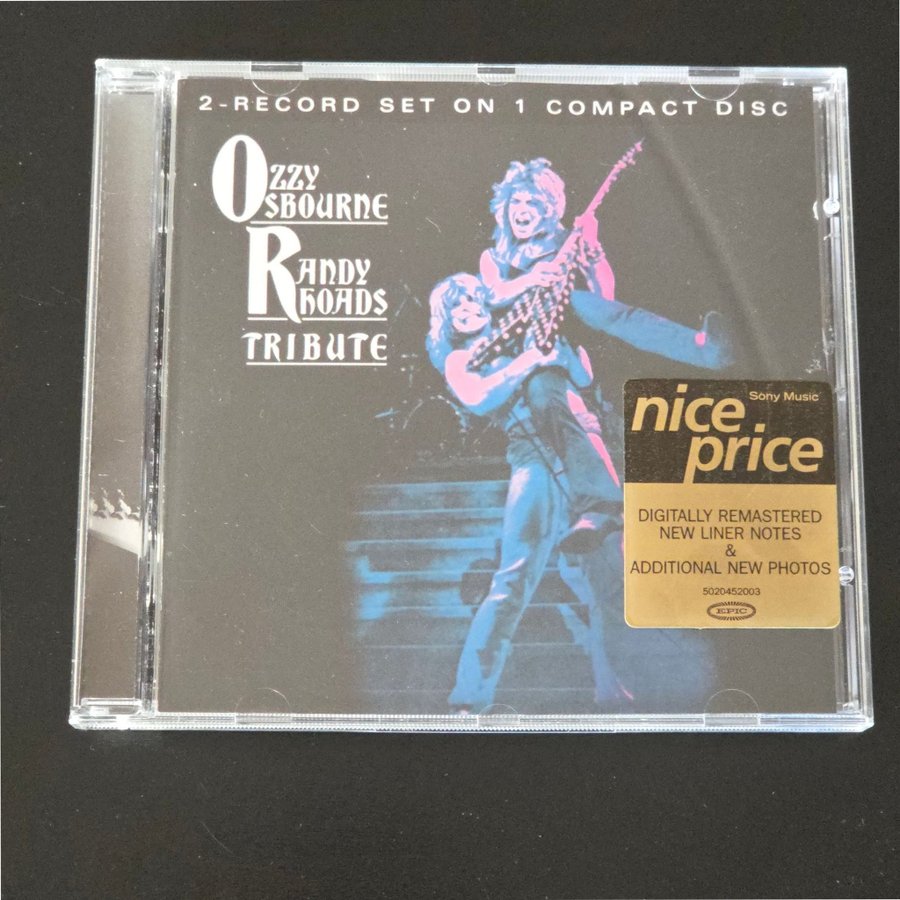 2-RECORD SET ON 1 COMPACT DISC
OZZY
OSBOURNE
RANDY
RHOADS
TRIBUTE
Sony Music
nice
price
DIGITALLY REMASTERED
NEW LINER NOTES
&
ADDITIONAL NEW PHOTOS
5020452003
EPIC